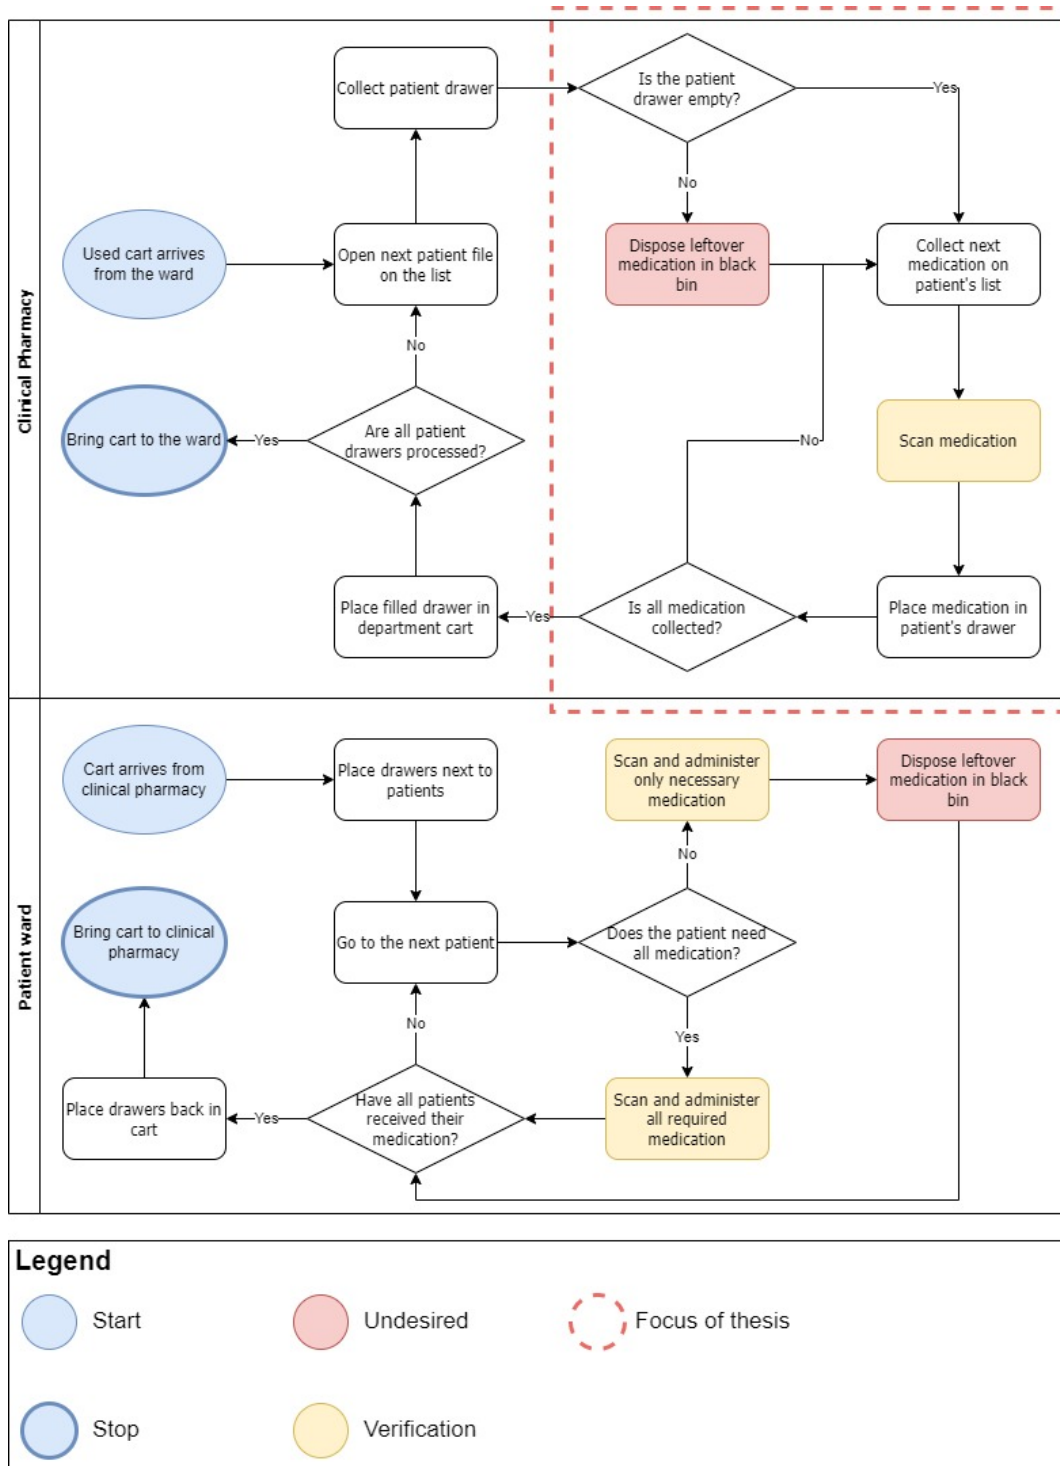 Clinical Pharmacy
Collect patient drawer
Is the patient
drawer empty?
Yes
No
Used cart arrives
from the ward
Open next patient file
on the list
Dispose leftover
medication in black
bin
Collect next
medication on
patient's list
No
Bring cart to the ward
Yes
Are all patient
drawers processed?
No
Scan medication
Place filled drawer in
department cart
Yes
Is all medication
collected?
Place medication in
patient's drawer
Patient ward
Cart arrives from
clinical pharmacy
Place drawers next to
patients
Scan and administer
only necessary
medication
Dispose leftover
medication in black
bin
No
Bring cart to clinical
pharmacy
Go to the next patient
Does the patient need
all medication?
No
Yes
Place drawers back in
cart
Yes
Have all patients
received their
medication?
Scan and administer
all required
medication
Legend
Start
Undesired
Focus of thesis
Stop
Verification